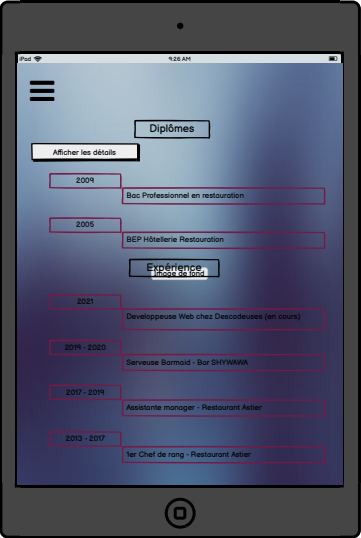 iPad 9:26 AM
Diplômes
Afficher les détails
2009
Bac Professionnel en restauration
2005
BEP Hôtellerie Restauration
Expérience
Image de fond
2021
Developpeuse Web chez Descodeuses (en cours)
2019 - 2020
Serveuse Barmaid - Bar SHYWAWA
2017 - 2019
Assistante manager - Restaurant Astier
2013 - 2017
1er Chef de rang - Restaurant Astier